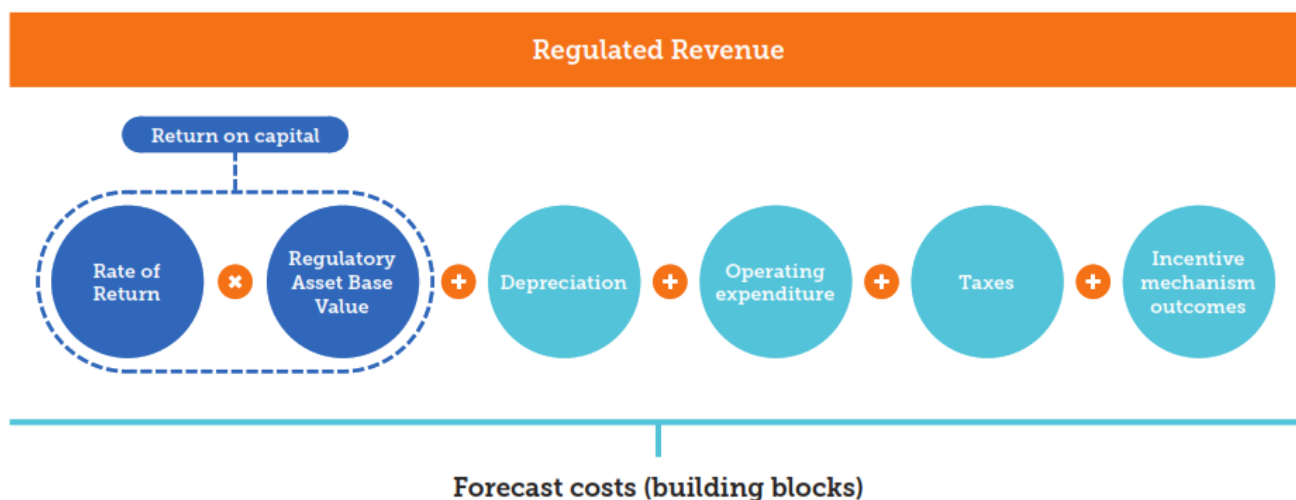 Regulated Revenue
Return on capital
Rate of
Return
Regulatory
Asset Base
Value
Depreciation
Operating
expenditure
Taxes
Incentive
mechanism
outcomes
Forecast costs (building blocks)